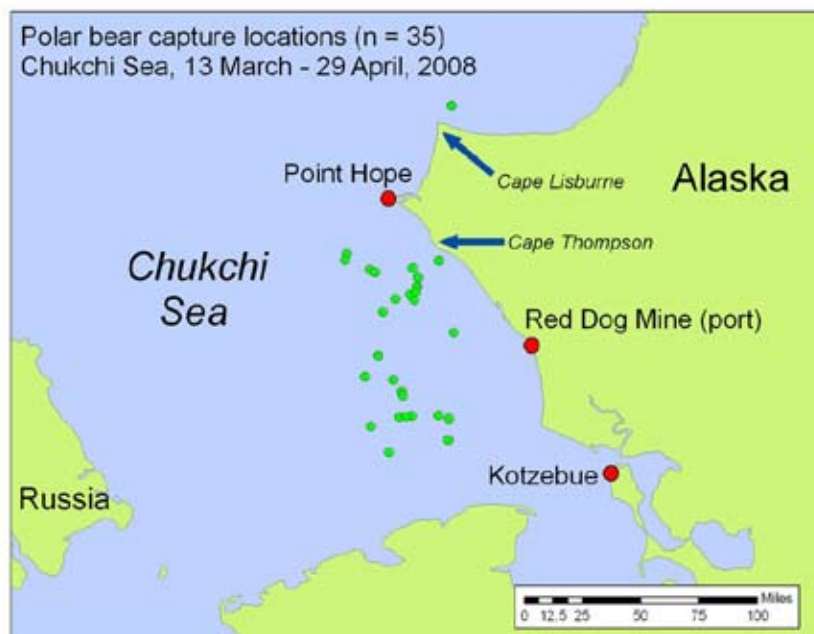 Polar bear capture locations (n = 35)
Chukchi Sea, 13 March - 29 April, 2008
Point Hope
Cape Lisburne
Alaska
Cape Thompson
Chukchi
Sea
Red Dog Mine (port)
Kotzebue
Russia
Miles
0 12.5 25 50 75 100